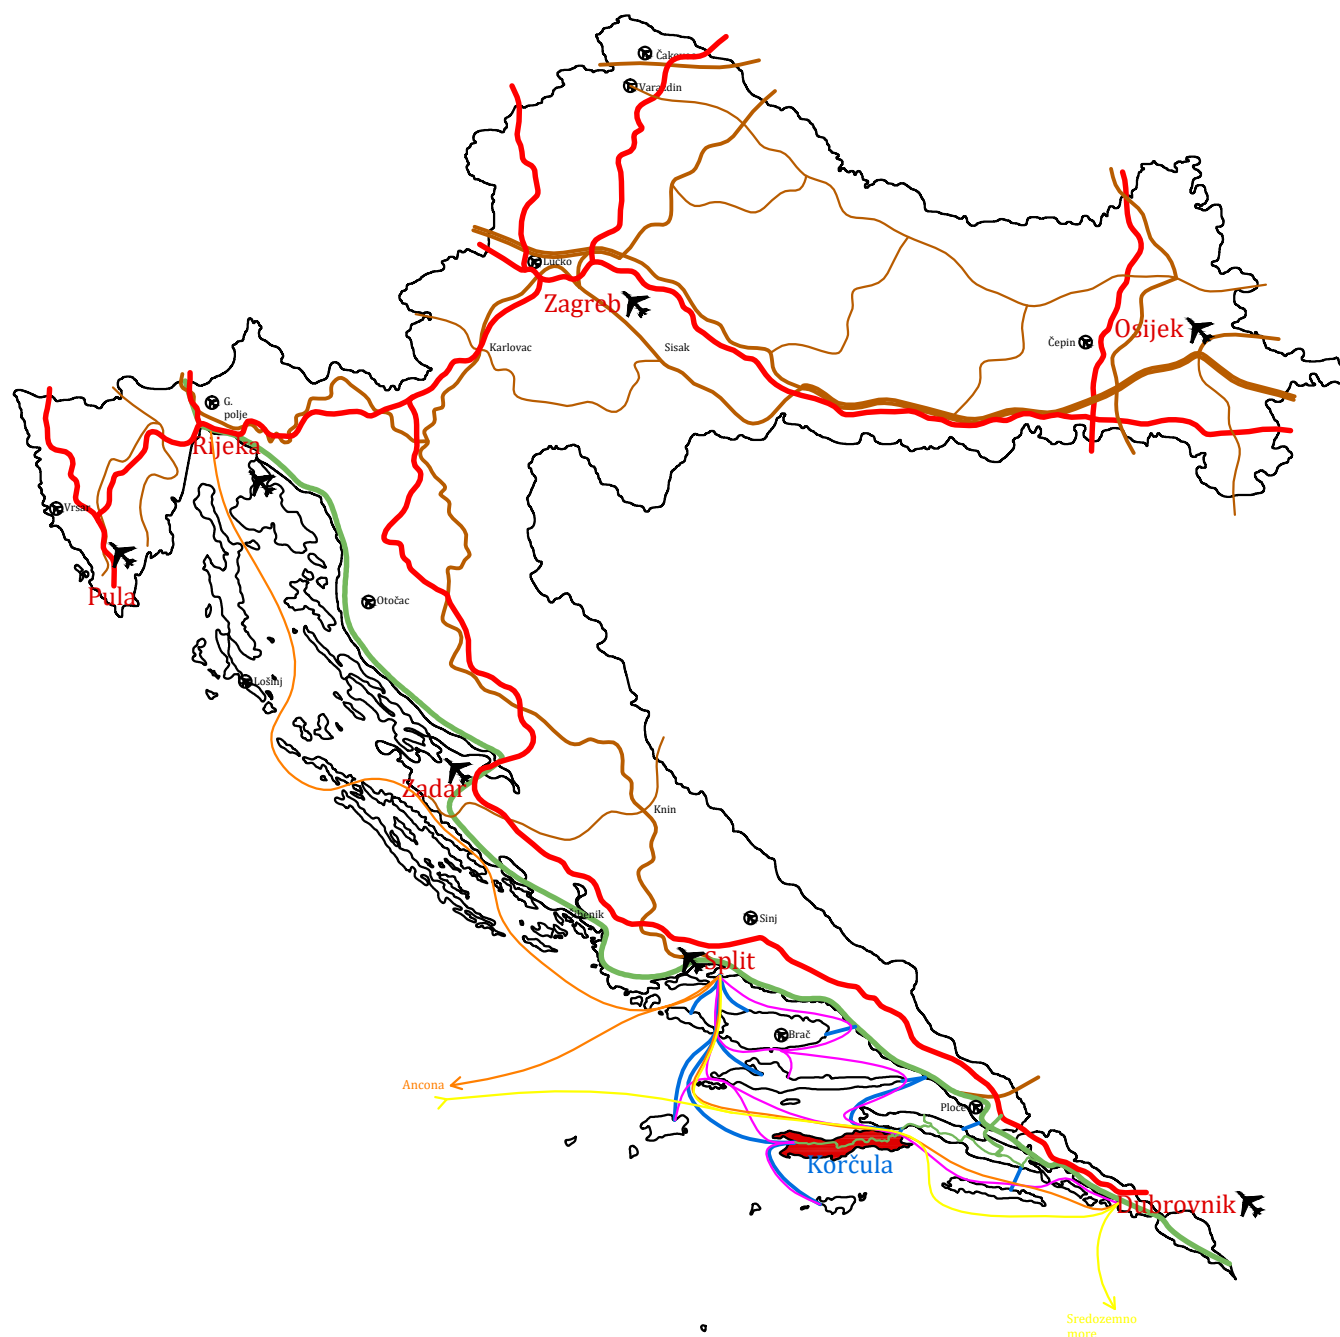 Varaždin
Lučko
Zagreb
Osijek
Čepin
Karlovac
Sisak
G.
polje
Rijeka
Vrsar
Pula
Otočac
Lošinj
Zadar
Knin
Šibenik
Sinj
Split
Brač
Ancona
Ploče
Korčula
Dubrovnik
Sredozemno
more